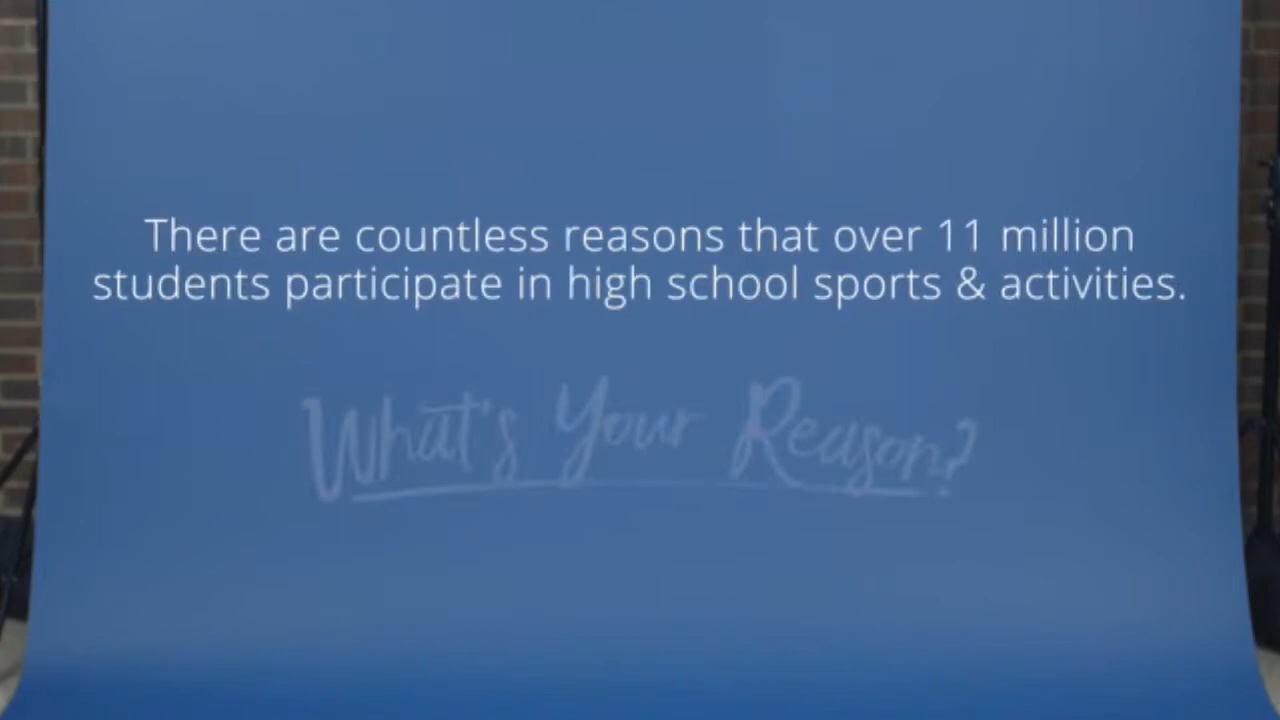 There are countless reasons that over 11 million
students participate in high school sports & activities.
What's Your Reason?